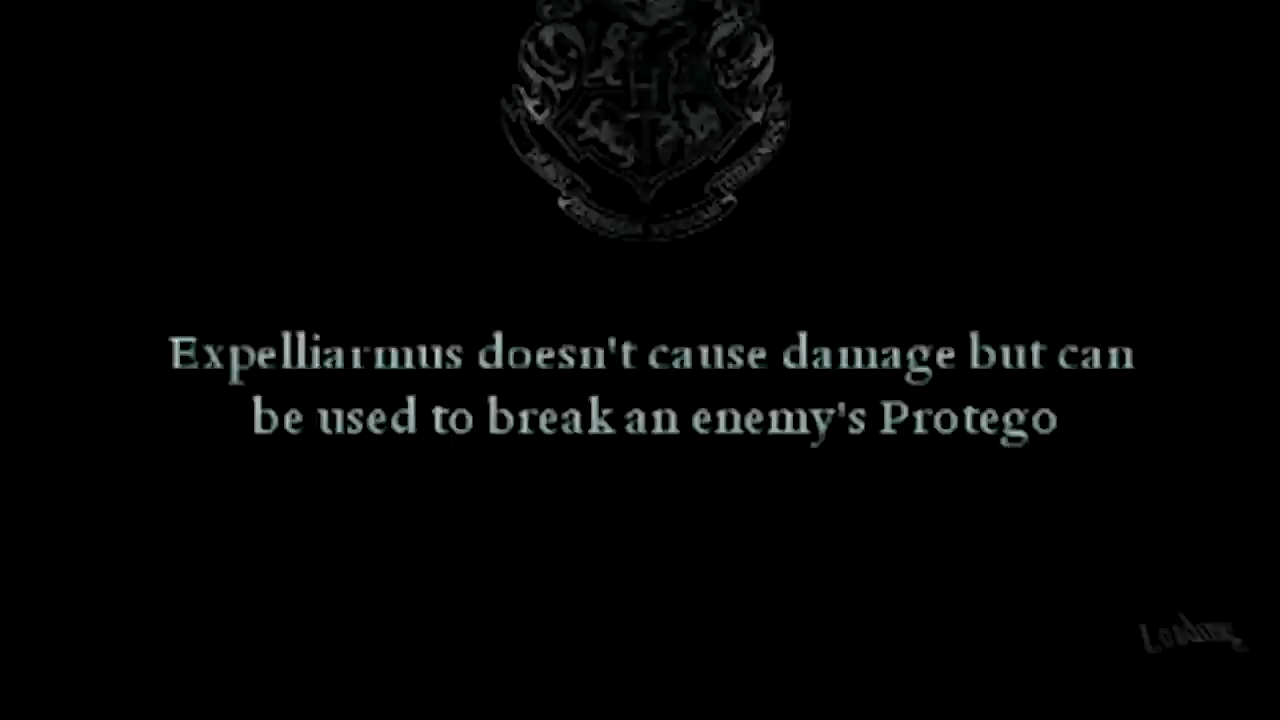 Expelliarmus doesn't cause damage but can
be used to break an enemy's Protego
Loading